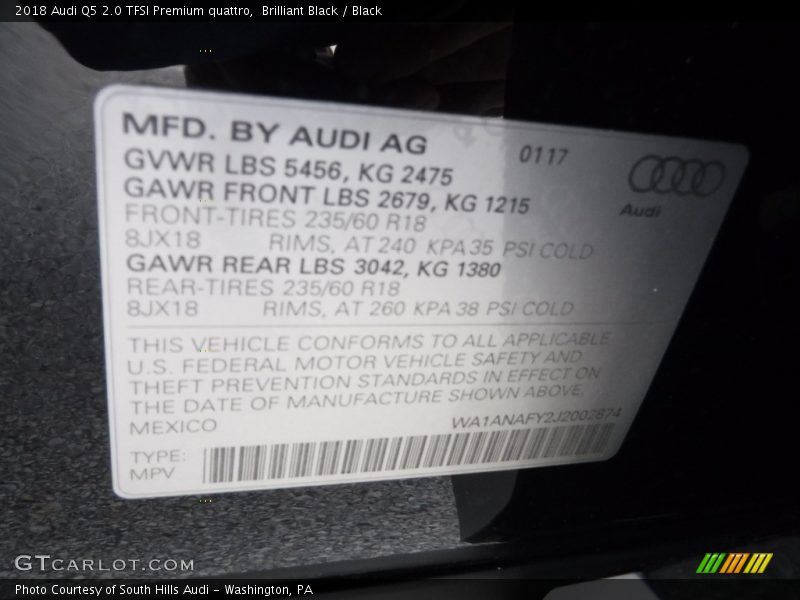 2018 Audi Q5 2.0 TFSI Premium quattro, Brilliant Black / Black
MFD. BY AUDI AG 0117
GVWR LBS 5456, KG 2475
GAWR FRONT LBS 2679, KG 1215
Audi
FRONT-TIRES 235/60 R18
8JX18 RIMS, AT 240 KPA 35 PSI COLD
GAWR REAR LBS 3042, KG 1380
REAR-TIRES 235/60 R18
8JX18 RIMS, AT 260 KPA 38 PSI COLD
THIS VEHICLE CONFORMS TO ALL APPLICABLE
U.S. FEDERAL MOTOR VEHICLE SAFETY AND
THEFT PREVENTION STANDARDS IN EFFECT ON
THE DATE OF MANUFACTURE SHOWN ABOVE.
MEXICO WA1ANAFY2J2002874
TYPE:
MPV
GTCARLOT.COM
Photo Courtesy of South Hills Audi - Washington, PA